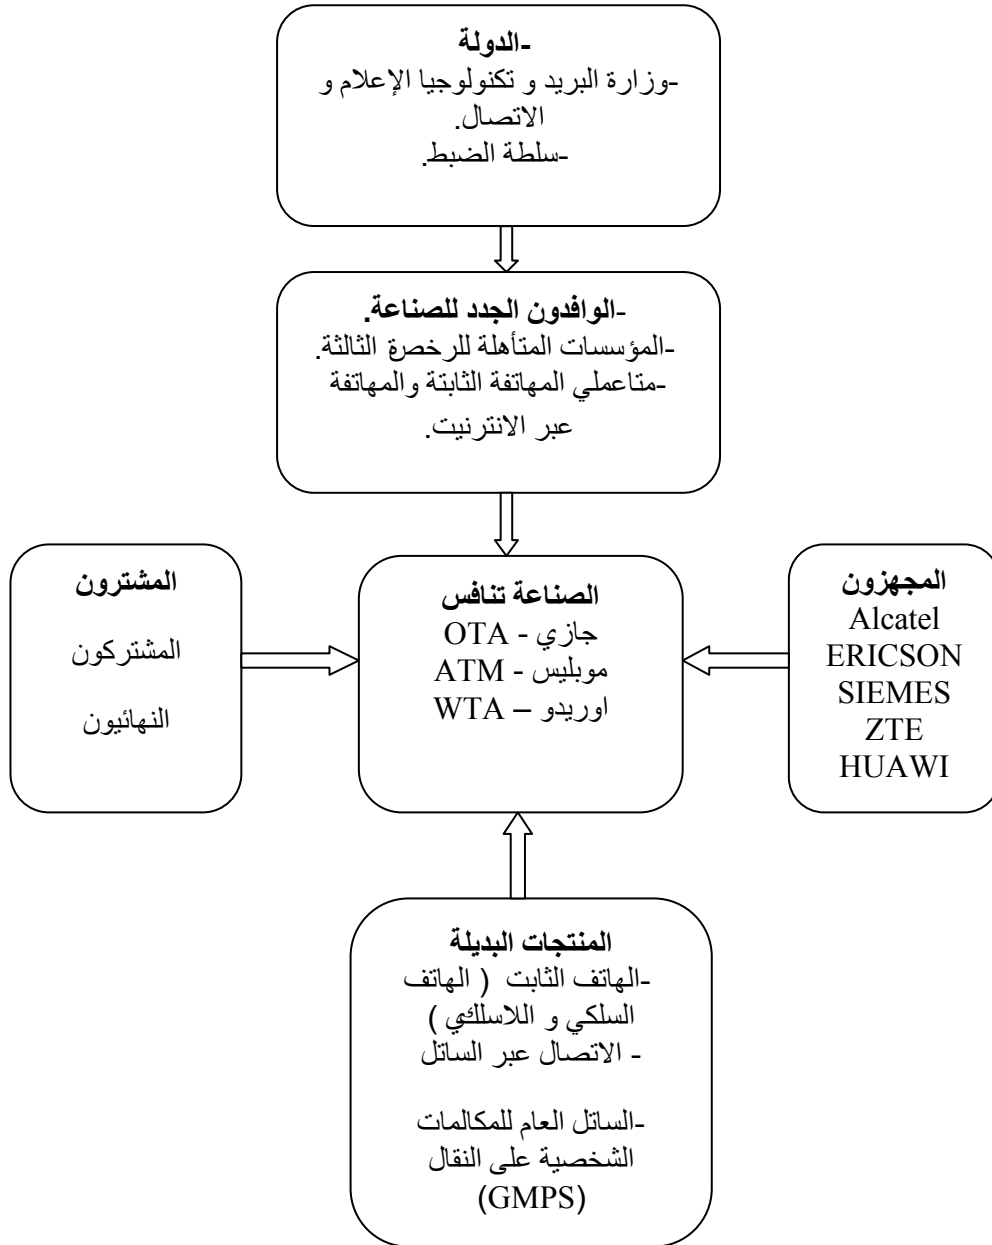 -الدولة
-وزارة البريد و تكنولوجيا الإعلام و
الاتصال.
-سلطة الضبط.
-الوافدون الجدد للصناعة.
-المؤسسات المتأهلة للرخصة الثالثة.
-متاعملي المهاتفة الثابتة والمهاتفة
عبر الانترنيت.
المجهزون
Alcatel
ERICSON
SIEMES
ZTE
HUAWI
الصناعة تنافس
جازي - OTA
موبليس - ATM
اوريدو – WTA
المشترون
المشتركون
النهائيون
المنتجات البديلة
-الهاتف الثابت ( الهاتف
السلكي و اللاسلكي )
- الاتصال عبر الساتل
-الساتل العام للمكالمات
الشخصية على النقال
(GMPS)